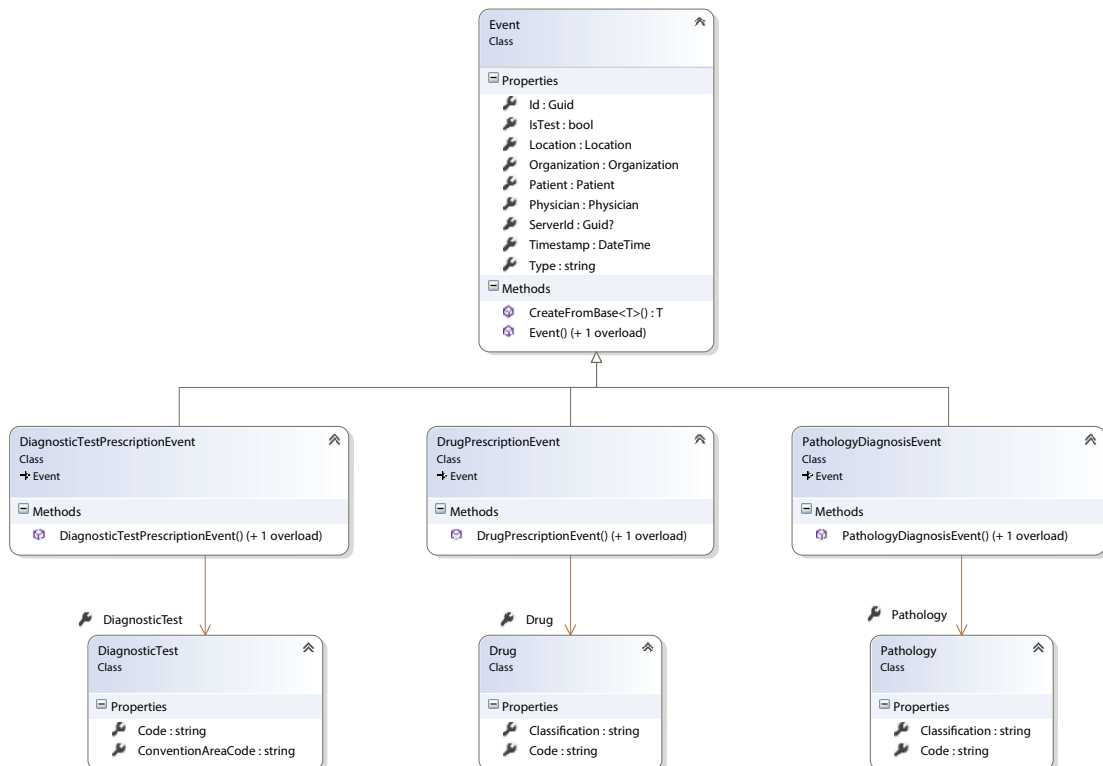 Event
Class
Properties
Id : Guid
IsTest : bool
Location : Location
Organization : Organization
Patient : Patient
Physician : Physician
ServerId : Guid?
Timestamp : DateTime
Type : string
Methods
CreateFromBase<T>() : T
Event() (+ 1 overload)
DiagnosticTestPrescriptionEvent
Class
Event
Methods
DiagnosticTestPrescriptionEvent() (+ 1 overload)
DrugPrescriptionEvent
Class
Event
Methods
DrugPrescriptionEvent() (+ 1 overload)
PathologyDiagnosisEvent
Class
Event
Methods
PathologyDiagnosisEvent() (+ 1 overload)
DiagnosticTest
Drug
Pathology
DiagnosticTest
Class
Properties
Code : string
ConventionAreaCode : string
Drug
Class
Properties
Classification : string
Code : string
Pathology
Class
Properties
Classification : string
Code : string